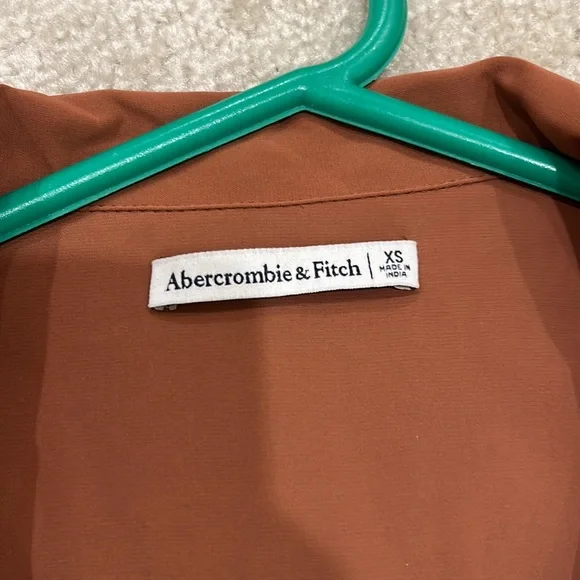 Abercrombie & Fitch | XS
MADE IN
INDIA